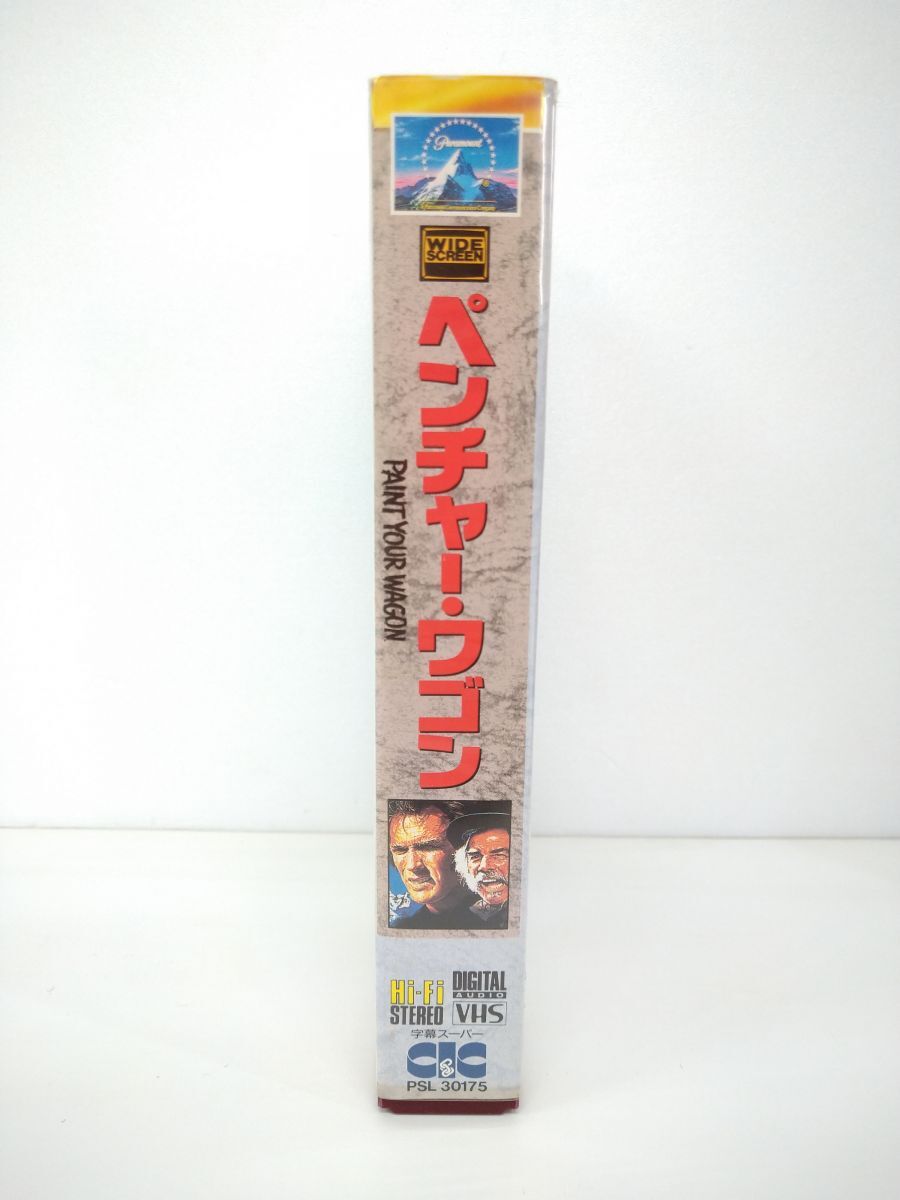 Paramount
WIDE
SCREEN
ペンチャー・ワゴン
PAINT YOUR WAGON
Hi-Fi
STEREO
DIGITAL
AUDIO
VHS
字幕スーパー
CIC
PSL 30175